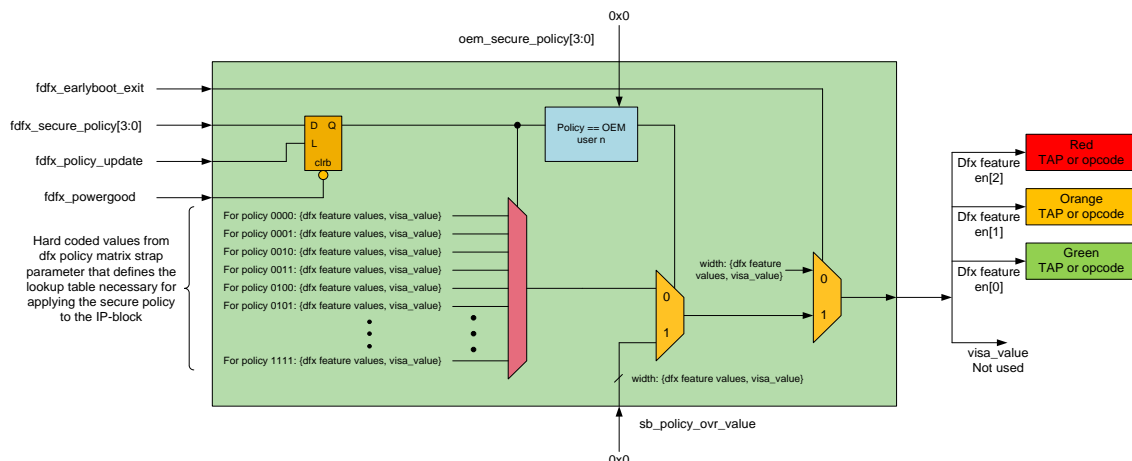 0x0
oem_secure_policy[3:0]
fdfx_earlyboot_exit
fdfx_secure_policy[3:0]
fdfx_policy_update
fdfx_powergood
D Q
L
clrb
Policy == OEM
user n
Hard coded values from
dfx policy matrix strap
parameter that defines the
lookup table necessary for
applying the secure policy
to the IP-block
For policy 0000: {dfx feature values, visa_value}
For policy 0001: {dfx feature values, visa_value}
For policy 0010: {dfx feature values, visa_value}
For policy 0011: {dfx feature values, visa_value}
For policy 0100: {dfx feature values, visa_value}
For policy 0101: {dfx feature values, visa_value}
For policy 1111: {dfx feature values, visa_value}
0
1
width: {dfx feature values, visa_value}
sb_policy_ovr_value
0x0
width: {dfx feature
values, visa_value}
0
1
Dfx feature
en[2]
Red
TAP or opcode
Dfx feature
en[1]
Orange
TAP or opcode
Dfx feature
en[0]
Green
TAP or opcode
visa_value
Not used